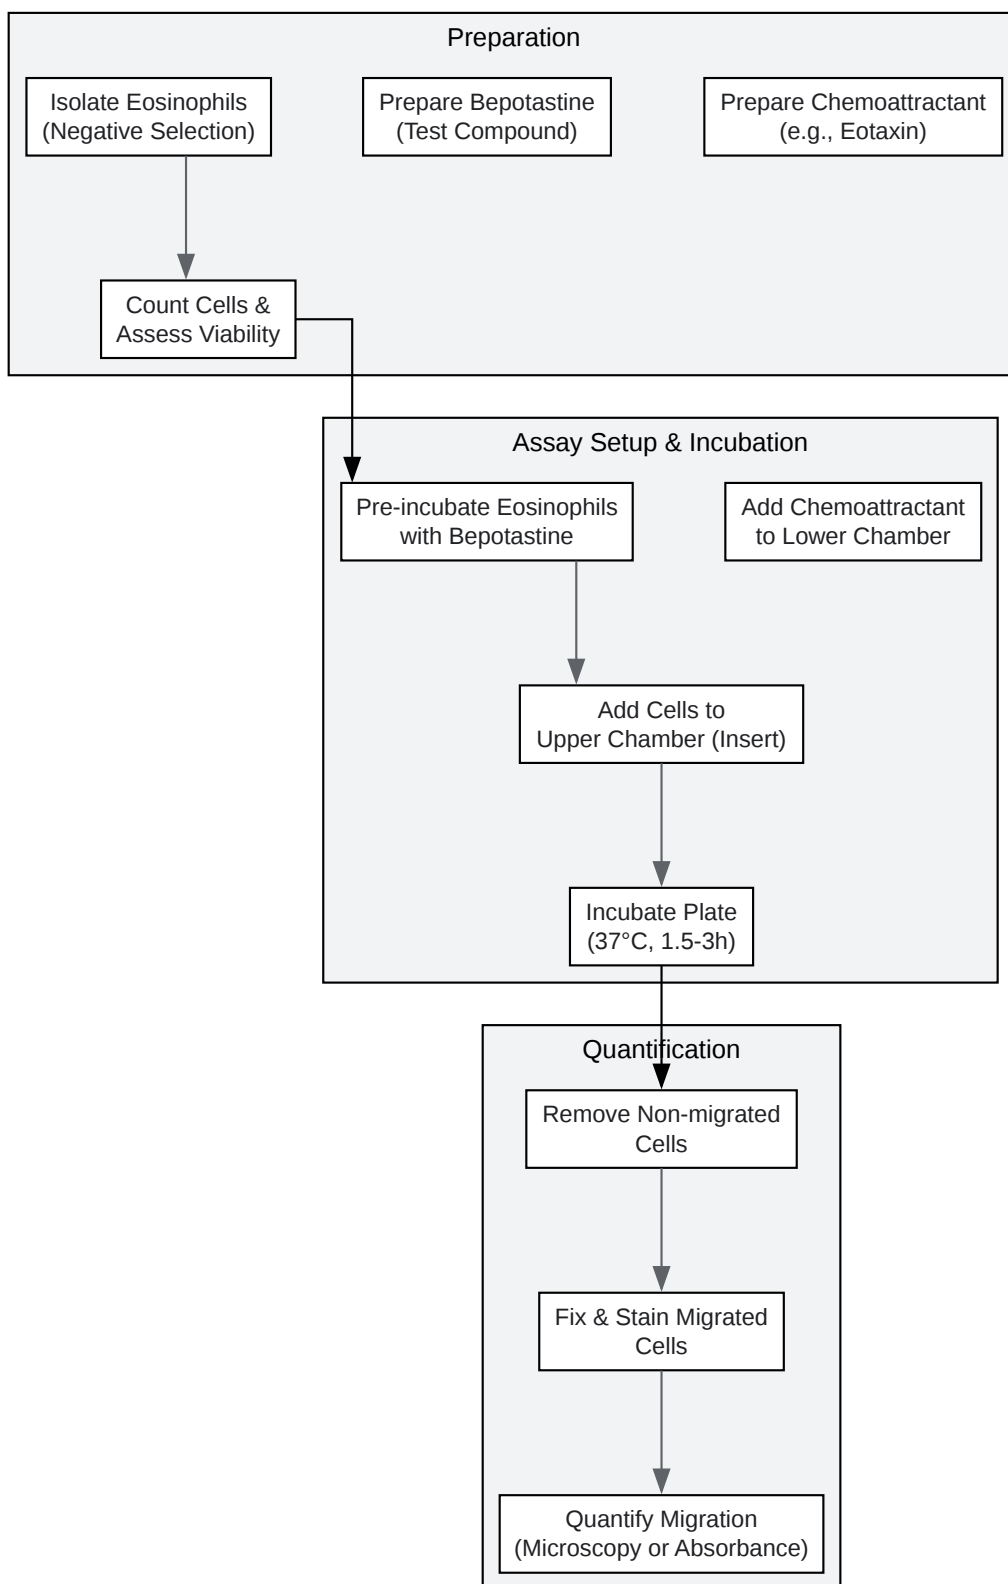 Preparation
Isolate Eosinophils
(Negative Selection)
Prepare Bepotastine
(Test Compound)
Prepare Chemoattractant
(e.g., Eotaxin)
Count Cells &
Assess Viability
Assay Setup & Incubation
Pre-incubate Eosinophils
with Bepotastine
Add Chemoattractant
to Lower Chamber
Add Cells to
Upper Chamber (Insert)
Incubate Plate
(37°C, 1.5-3h)
Quantification
Remove Non-migrated
Cells
Fix & Stain Migrated
Cells
Quantify Migration
(Microscopy or Absorbance)